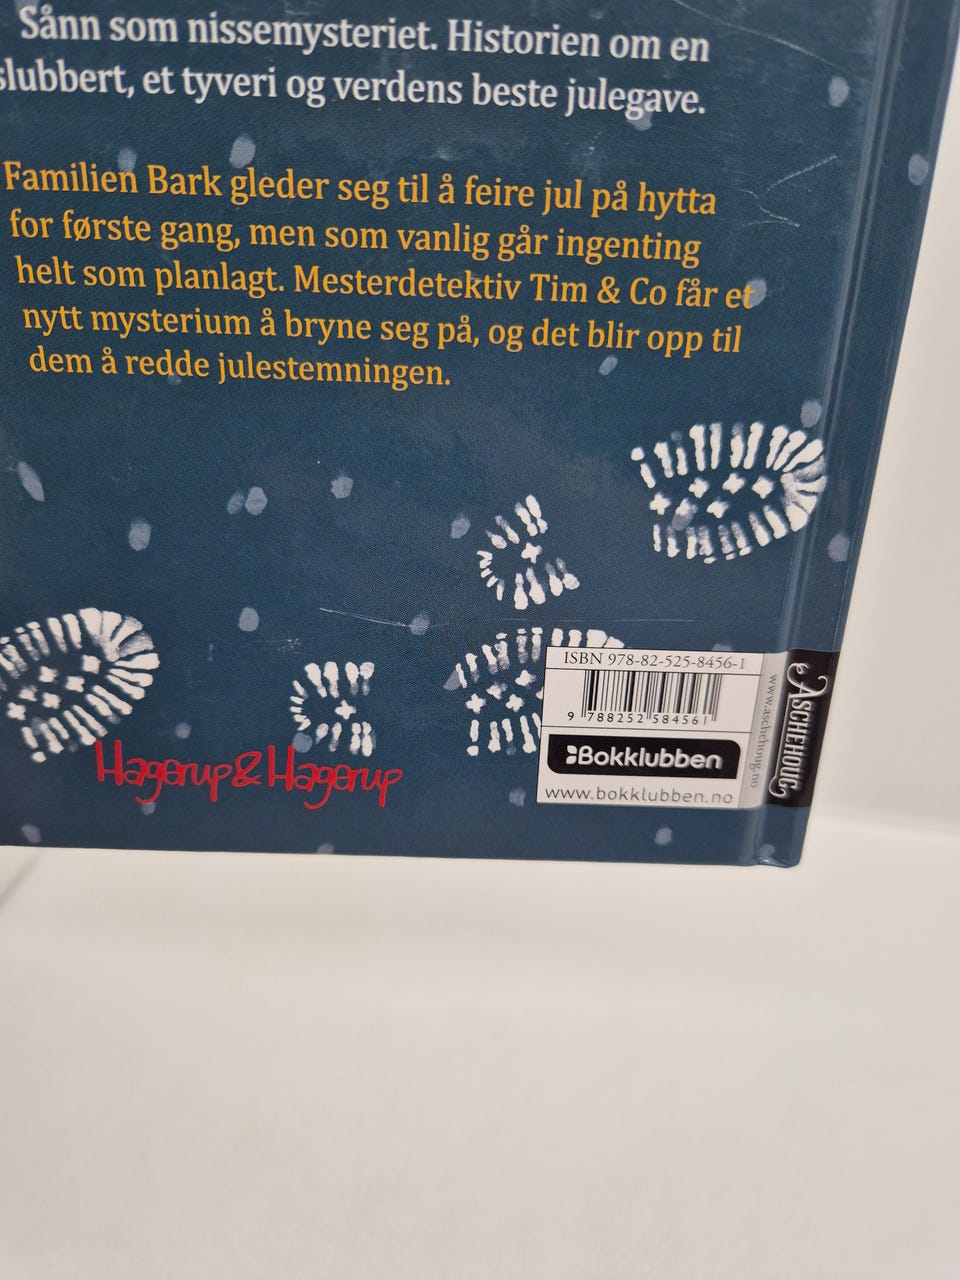 Sånn som nissemysteriet. Historien om en
slubbert, et tyveri og verdens beste julegave.
Familien Bark gleder seg til å feire jul på hytta
for første gang, men som vanlig går ingenting
helt som planlagt. Mesterdetektiv Tim & Co får et
nytt mysterium å bryne seg på, og det blir opp til
dem å redde julestemningen.
Hagerup & Hagerup
ISBN 978-82-525-8456-1
9 788252 584561
Bokklubben
www.bokklubben.no
www.aschehoug.no
ASCHEHOUG